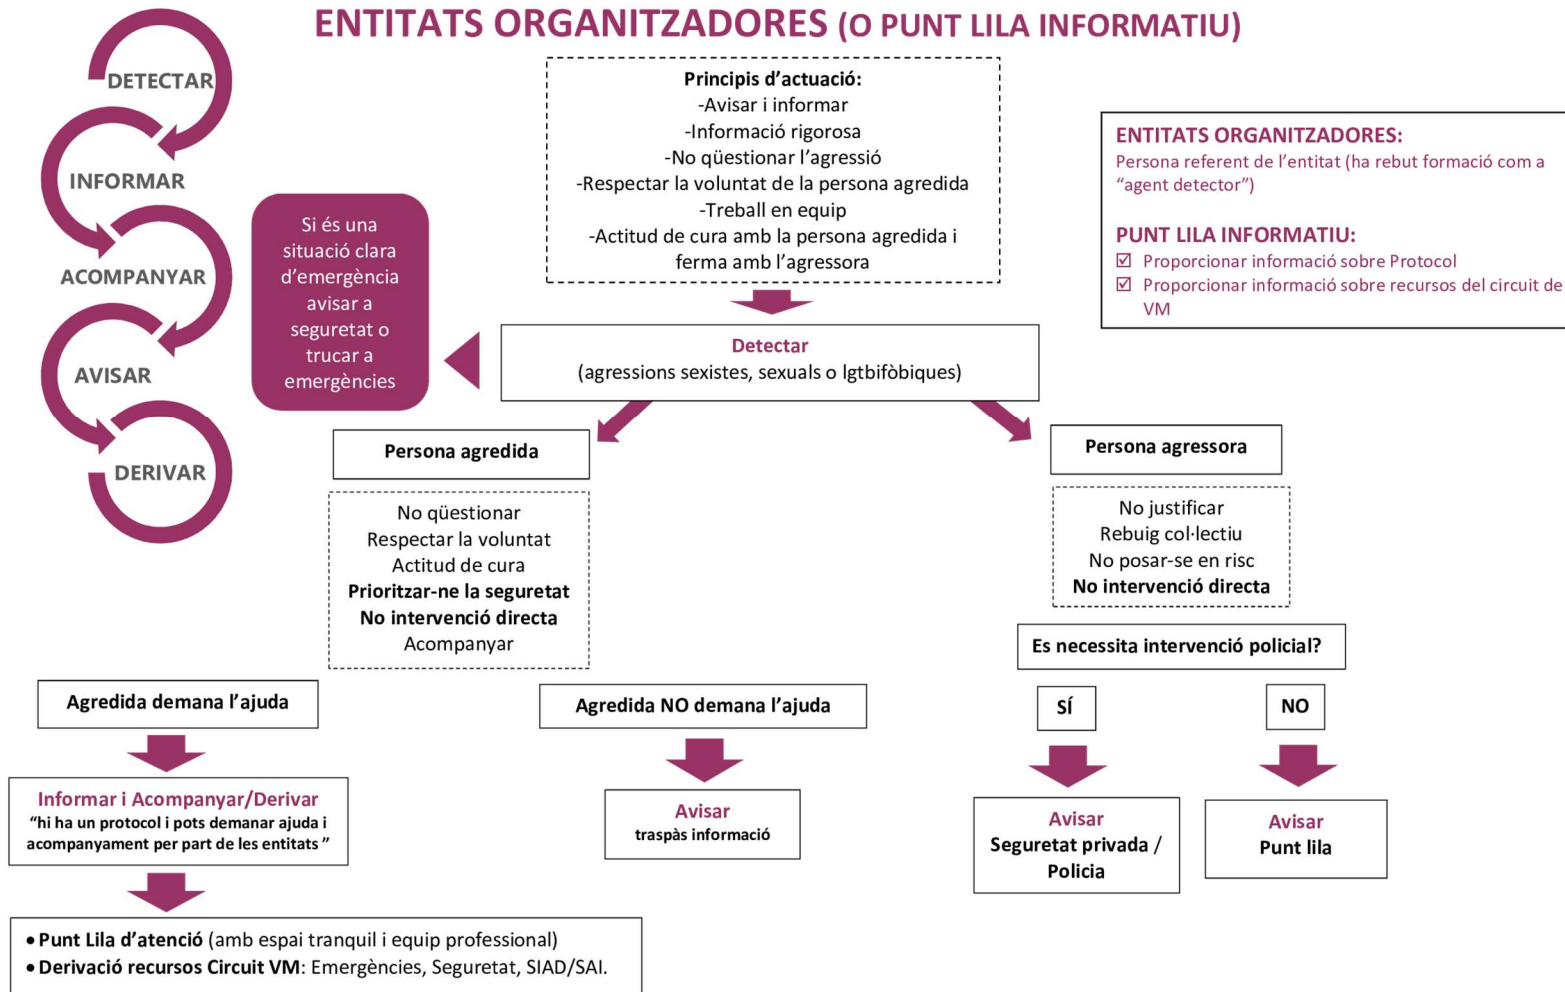 ENTITATS ORGANITZADORES (O PUNT LILA INFORMATIU)
DETECTAR
INFORMAR
ACOMPANYAR
AVISAR
DERIVAR
Principis d’actuació:
-Avisar i informar
-Informació rigorosa
-No qüestionar l’agressió
-Respectar la voluntat de la persona agredida
-Treball en equip
-Actitud de cura amb la persona agredida i
ferma amb l’agressora
ENTITATS ORGANITZADORES:
Persona referent de l’entitat (ha rebut formació com a
“agent detector”)
PUNT LILA INFORMATIU:
☑ Proporcionar informació sobre Protocol
☑ Proporcionar informació sobre recursos del circuit de
VM
Si és una
situació clara
d’emergència
avisar a
seguretat o
trucar a
emergències
Detectar
(agressions sexistes, sexuals o lgtbifòbiques)
Persona agredida
No qüestionar
Respectar la voluntat
Actitud de cura
Prioritzar-ne la seguretat
No intervenció directa
Acompanyar
Persona agressora
No justificar
Rebuig col·lectiu
No posar-se en risc
No intervenció directa
Es necessita intervenció policial?
Agredida demana l’ajuda
Agredida NO demana l’ajuda
SÍ
NO
Informar i Acompanyar/Derivar
“hi ha un protocol i pots demanar ajuda i
acompanyament per part de les entitats ”
Avisar
traspàs informació
Avisar
Seguretat privada /
Policia
Avisar
Punt lila
• Punt Lila d’atenció (amb espai tranquil i equip professional)
• Derivació recursos Circuit VM: Emergències, Seguretat, SIAD/SAI.